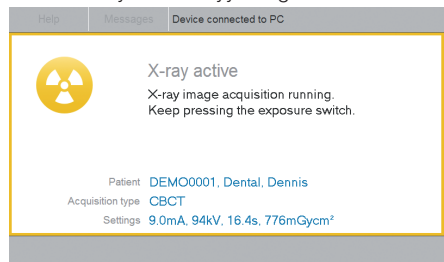 Help Messages Device connected to PC
X-ray active
X-ray image acquisition running.
Keep pressing the exposure switch.
Patient DEMO0001, Dental, Dennis
Acquisition type CBCT
Settings 9.0mA, 94kV, 16.4s, 776mGycm²